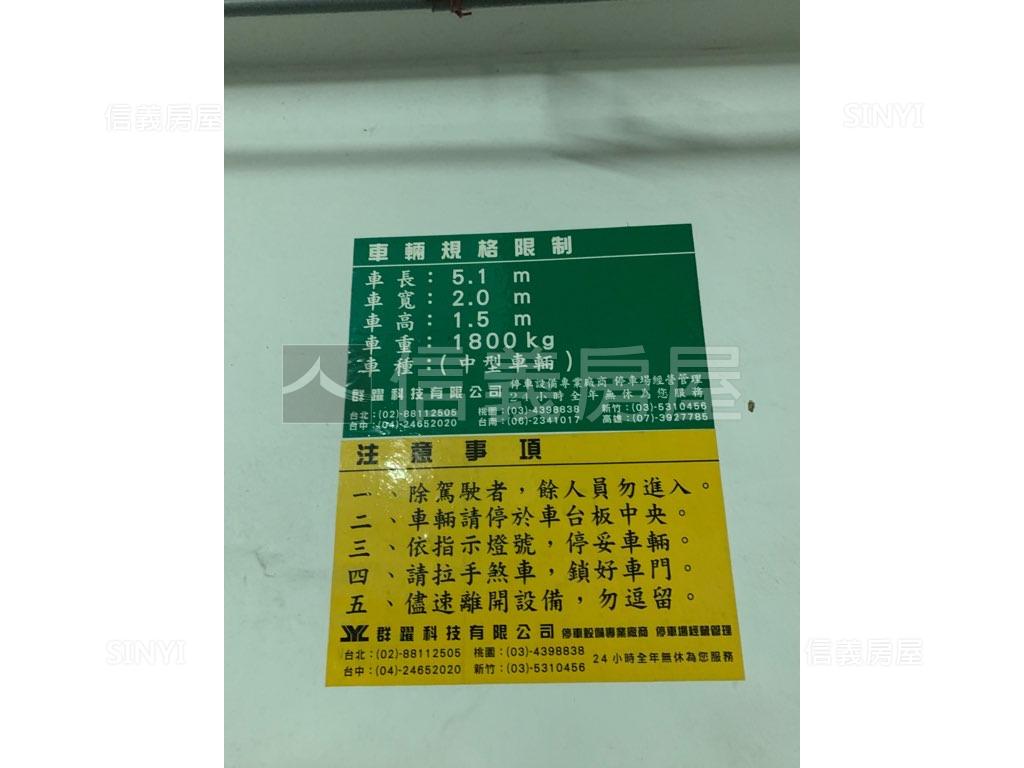 信義房屋
SINYI
車輛規格限制
車長：5.1 m
車寬：2.0 m
車高：1.5 m
車重：1800kg
車種：(中型車輛)
信義房屋
群躍科技有限公司 停車設備專業廠商 停車場經營管理
24小時全年無休為您服務
台北：(02)-88112505 桃園：(03)-4398838 新竹：(03)-5310456
台中：(04)-24652020 台南：(06)-2341017 高雄：(07)-3927785
注意事項
一、除駕駛者，餘人員勿進入。
二、車輛請停於車台板中央。
三、依指示燈號，停妥車輛。
四、請拉手煞車，鎖好車門。
五、儘速離開設備，勿逗留。
群躍科技有限公司 停車設備專業廠商 停車場經營管理
台北：(02)-88112505 桃園：(03)-4398838
台中：(04)-24652020 新竹：(03)-5310456 24小時全年無休為您服務
SINYI
信義房屋